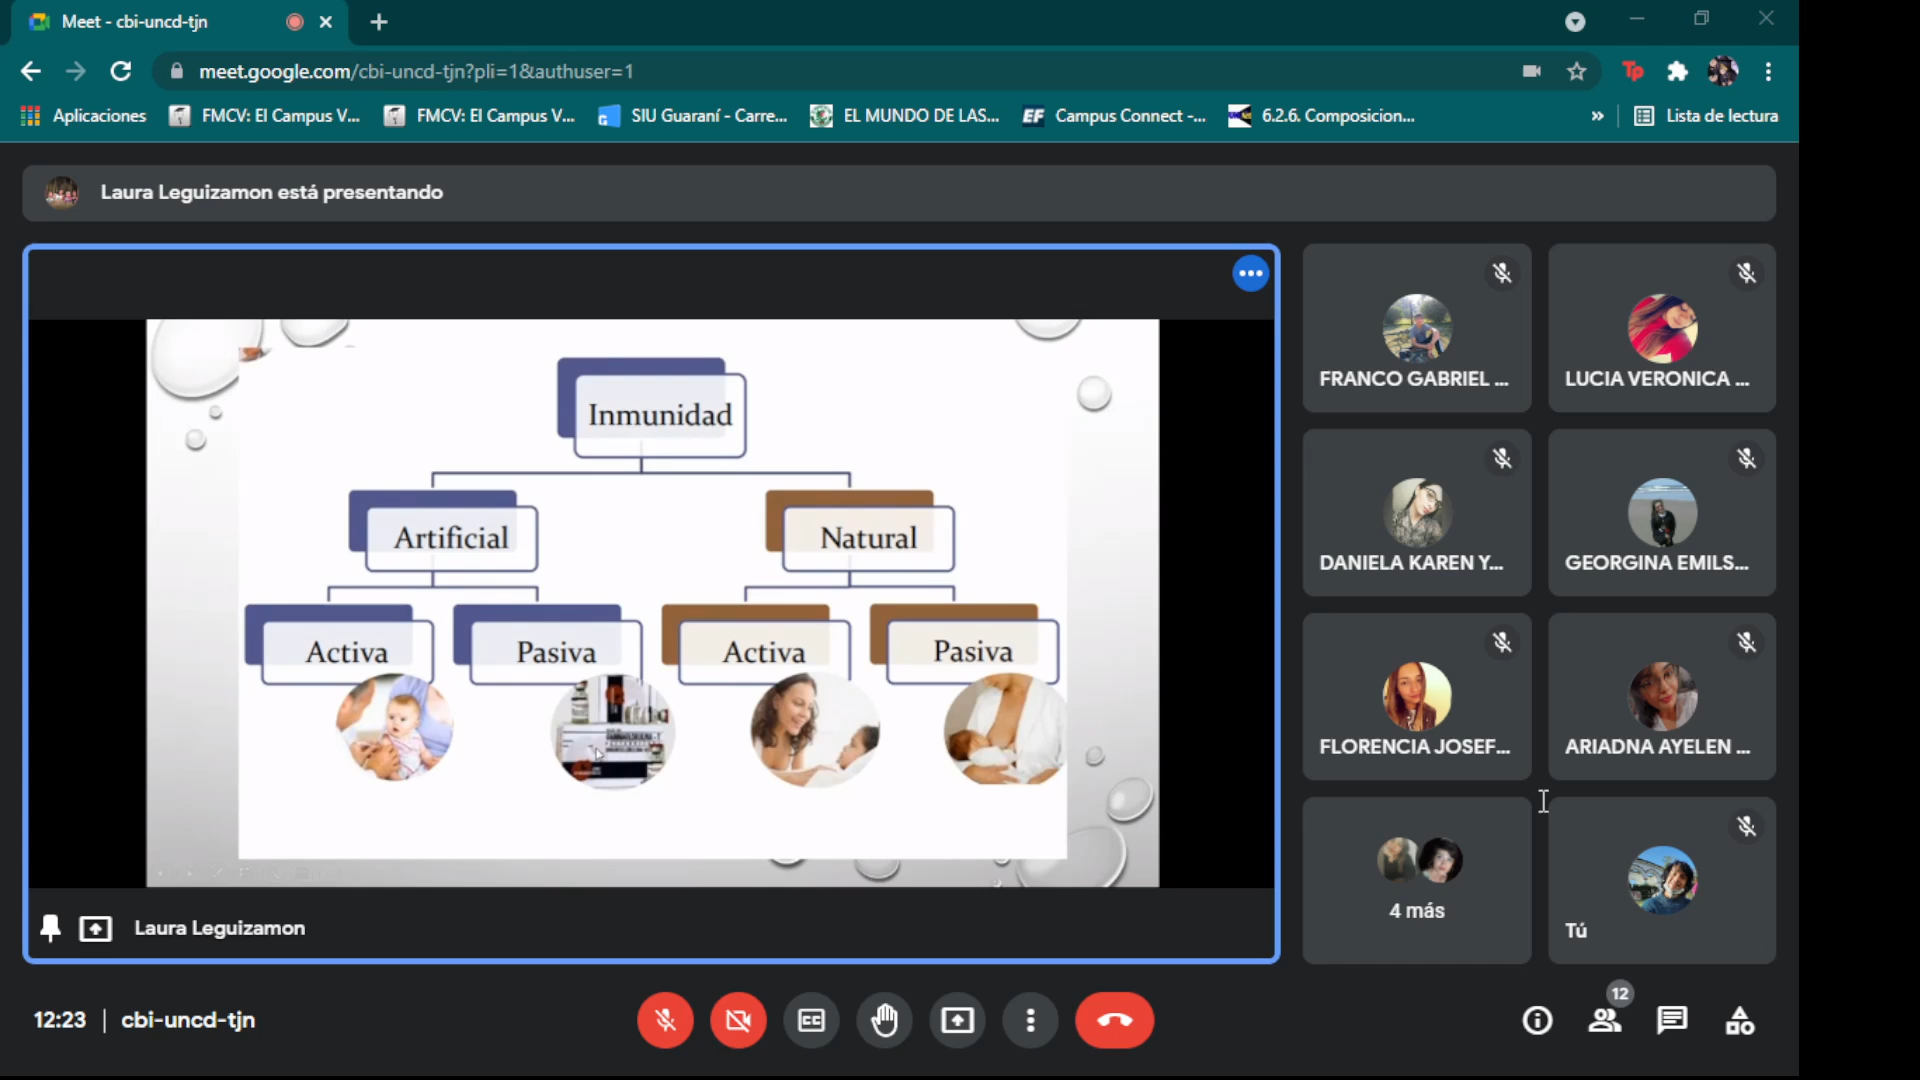 Meet - cbi-uncd-tjn
meet.google.com/cbi-uncd-tjn?pli=1&authuser=1
Aplicaciones
FMCV: El Campus V...
FMCV: El Campus V...
SIU Guaraní - Carre...
EL MUNDO DE LAS...
EF Campus Connect -...
6.2.6. Composicion...
»
Lista de lectura
Laura Leguizamon está presentando
Inmunidad
Artificial
Natural
Activa
Pasiva
Activa
Pasiva
Laura Leguizamon
FRANCO GABRIEL ...
LUCIA VERONICA ...
DANIELA KAREN Y...
GEORGINA EMILS...
FLORENCIA JOSEF...
ARIADNA AYELEN ...
4 más
Tú
12:23 | cbi-uncd-tjn
CC
12